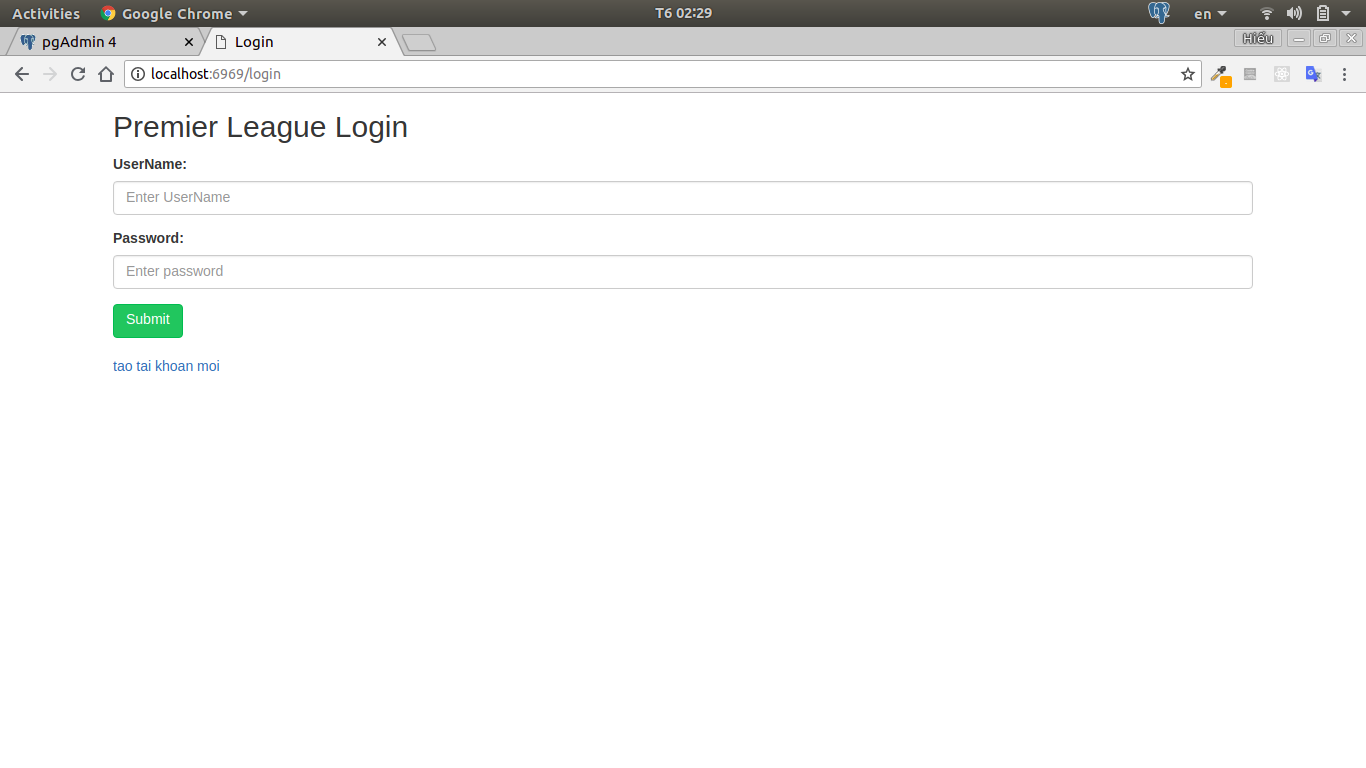 Activities Google Chrome T6 02:29 en
pgAdmin 4 Login Hiếu
localhost:6969/login
Premier League Login
UserName:
Enter UserName
Password:
Enter password
Submit
tao tai khoan moi